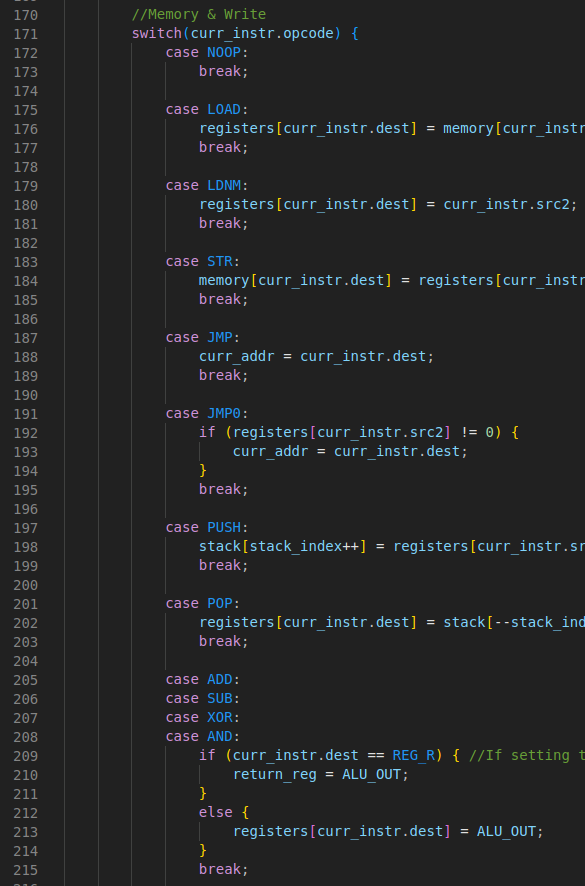 170 //Memory & Write
171 switch(curr_instr.opcode) {
172 case NOOP:
173 break;
174
175 case LOAD:
176 registers[curr_instr.dest] = memory[curr_instr
177 break;
178
179 case LDNM:
180 registers[curr_instr.dest] = curr_instr.src2;
181 break;
182
183 case STR:
184 memory[curr_instr.dest] = registers[curr_instr
185 break;
186
187 case JMP:
188 curr_addr = curr_instr.dest;
189 break;
190
191 case JMP0:
192 if (registers[curr_instr.src2] != 0) {
193 curr_addr = curr_instr.dest;
194 }
195 break;
196
197 case PUSH:
198 stack[stack_index++] = registers[curr_instr.sr
199 break;
200
201 case POP:
202 registers[curr_instr.dest] = stack[--stack_ind
203 break;
204
205 case ADD:
206 case SUB:
207 case XOR:
208 case AND:
209 if (curr_instr.dest == REG_R) { //If setting t
210 return_reg = ALU_OUT;
211 }
212 else {
213 registers[curr_instr.dest] = ALU_OUT;
214 }
215 break;